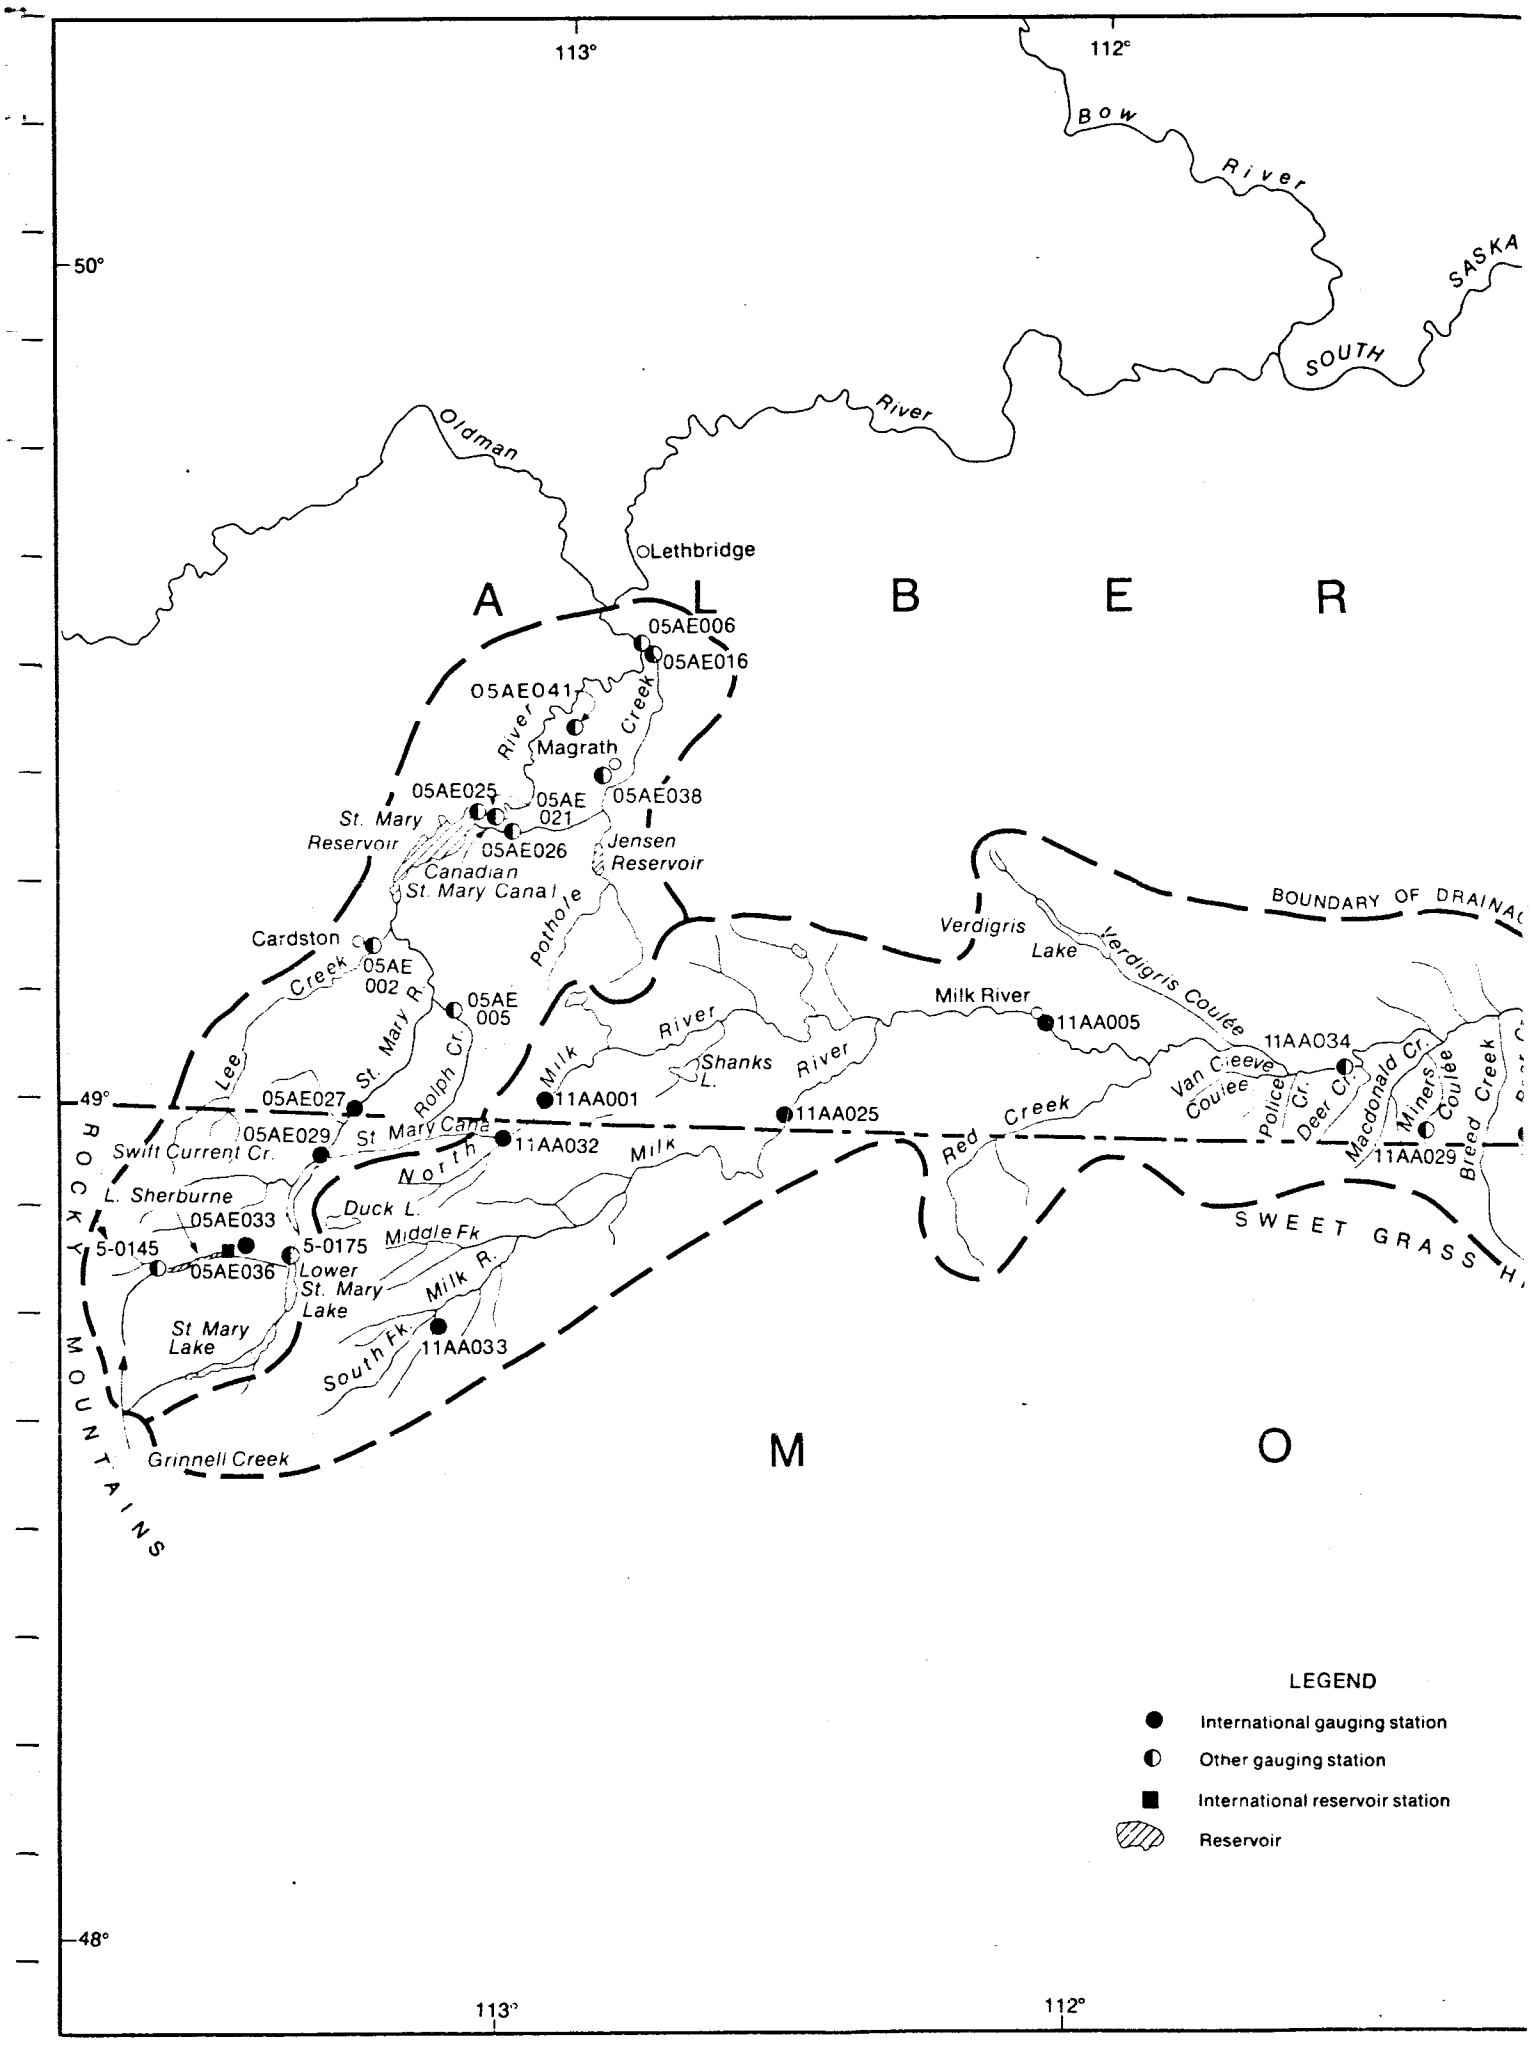 113°
112°
BOW
River
50°
SASKA
SOUTH
Oldman
River
Lethbridge
A L B E R
05AE006
05AE016
05AE041
River
Creek
Magrath
05AE025
05AE
021
05AE038
St. Mary
Reservoir
05AE026
Jensen
Reservoir
Canadian
St. Mary Canal
Pothole
BOUNDARY OF DRAINAG
Verdigris
Lake
Verdigris Coulée
Cardston
Creek
05AE
002
St. Mary R.
05AE
005
Milk River
11AA005
River
Milk
Shanks
L.
River
11AA034
Van Cleeve
Coulee
Police
Cr.
Deer Cr.
Macdonald Cr.
Miners
Coulée
Breed Creek
Lee
Rolph Cr.
49°
05AE027
11AA001
11AA025
Creek
Red
05AE029
St Mary Cana
11AA032
Swift Current Cr.
North
Milk
11AA029
L. Sherburne
05AE033
Duck L.
Middle Fk
5-0145
5-0175
05AE036
Lower
St. Mary
Lake
Milk R.
SWEET GRASS HI
St Mary
Lake
South Fk.
11AA033
ROCKY MOUNTAINS
Grinnell Creek
M O
LEGEND
International gauging station
Other gauging station
International reservoir station
Reservoir
48°
113°
112°